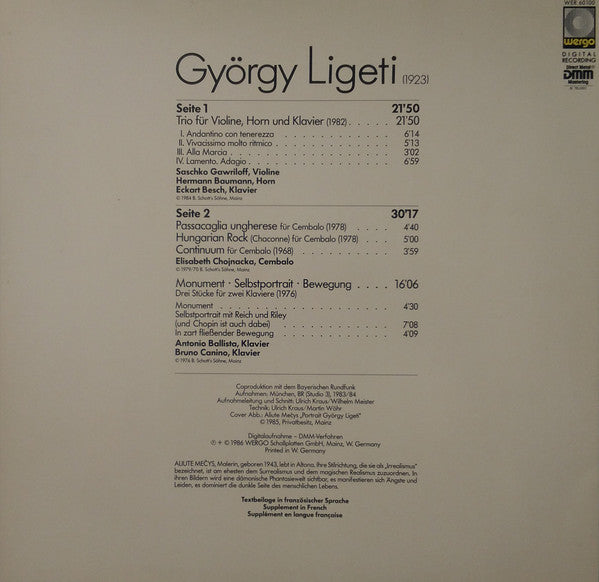 WER 60100
wergo
DIGITAL
RECORDING
Direct Metal
DMM
Mastering
György Ligeti (1923)
Seite 1 21'50
Trio für Violine, Horn und Klavier (1982) . . . . . 21'50
I. Andantino con tenerezza . . . . . . . . . . . 6'14
II. Vivacissimo molto ritmico . . . . . . . . . . . 5'13
III. Alla Marcia . . . . . . . . . . . . . . . . . 3'02
IV. Lamento. Adagio . . . . . . . . . . . . . . . 6'59
Saschko Gawriloff, Violine
Hermann Baumann, Horn
Eckart Besch, Klavier
© 1984 B. Schott's Söhne, Mainz
Seite 2 30'17
Passacaglia ungherese für Cembalo (1978) . . . . 4'40
Hungarian Rock (Chaconne) für Cembalo (1978) . . . . 5'00
Continuum für Cembalo (1968) . . . . . . . . . . 3'59
Elisabeth Chojnacka, Cembalo
© 1979/70 B. Schott's Söhne, Mainz
Monument · Selbstportrait · Bewegung . . . . 16'06
Drei Stücke für zwei Klaviere (1976)
Monument . . . . . . . . . . . . . . . . . . 4'30
Selbstportrait mit Reich und Riley
(und Chopin ist auch dabei) . . . . . . . . . . . 7'08
In zart fließender Bewegung . . . . . . . . . . . 4'09
Antonio Ballista, Klavier
Bruno Canino, Klavier
© 1976 B. Schott's Söhne, Mainz
Coproduktion mit dem Bayerischen Rundfunk
Aufnahmen: München, BR (Studio 3), 1983/84
Aufnahmeleitung und Schnitt: Ulrich Kraus/Wilhelm Meister
Technik: Ulrich Kraus/Martin Wöhr
Cover Abb.: Aliute Mečys „Portrait György Ligeti"
© 1985, Privatbesitz, Mainz
Digitalaufnahme – DMM-Verfahren
℗ + © 1986 WERGO Schallplatten GmbH, Mainz, W. Germany
Printed in W. Germany
ALIUTE MEČYS, Malerin, geboren 1943, lebt in Altona. Ihre Stilrichtung, die sie als „Irrealismus"
bezeichnet, ist am ehesten dem Surrealismus und dem magischen Realismus zuzuordnen. In
ihren Bildern wird eine dämonische Phantasiewelt sichtbar, es manifestieren sich Ängste und
Leiden, es dominiert die dunkle Seite des menschlichen Lebens.
Textbeilage in französischer Sprache
Supplement in French
Supplément en langue française